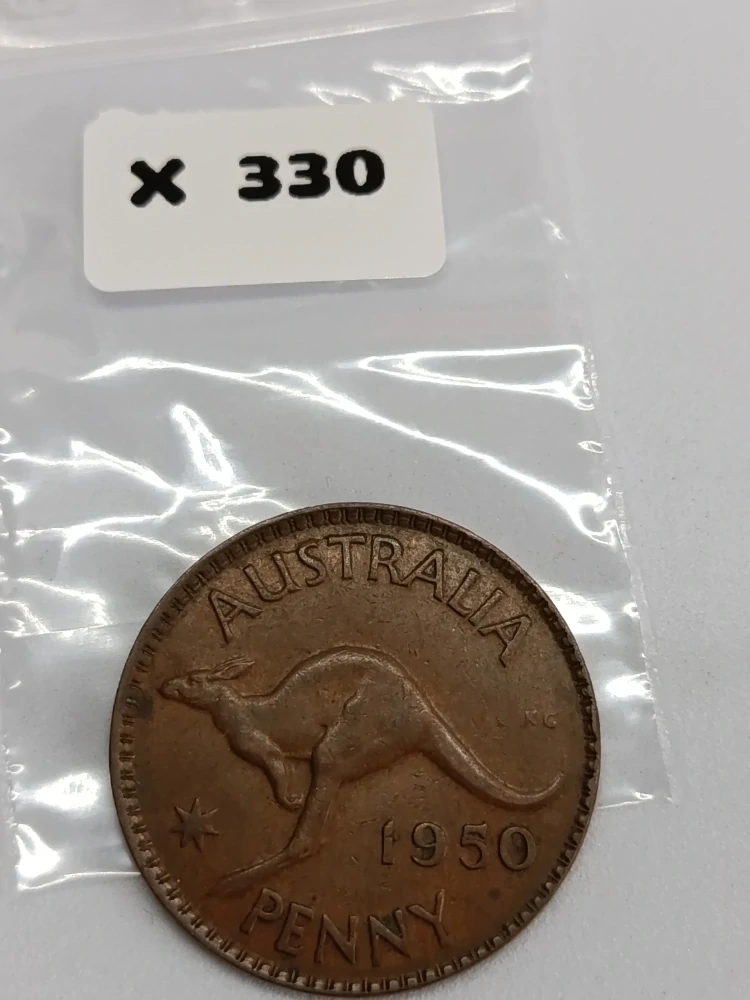 X 330
AUSTRALIA
KG
1950
PENNY